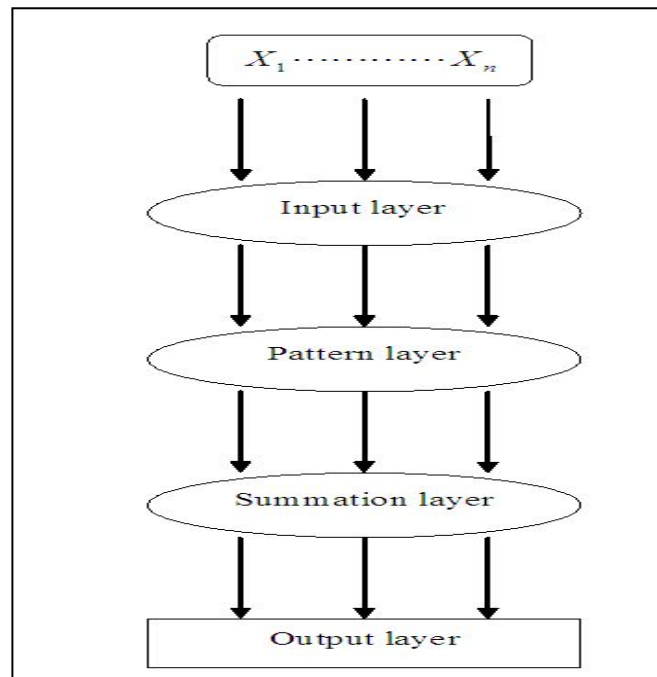 X₁ ············ Xₙ
Input layer
Pattern layer
Summation layer
Output layer